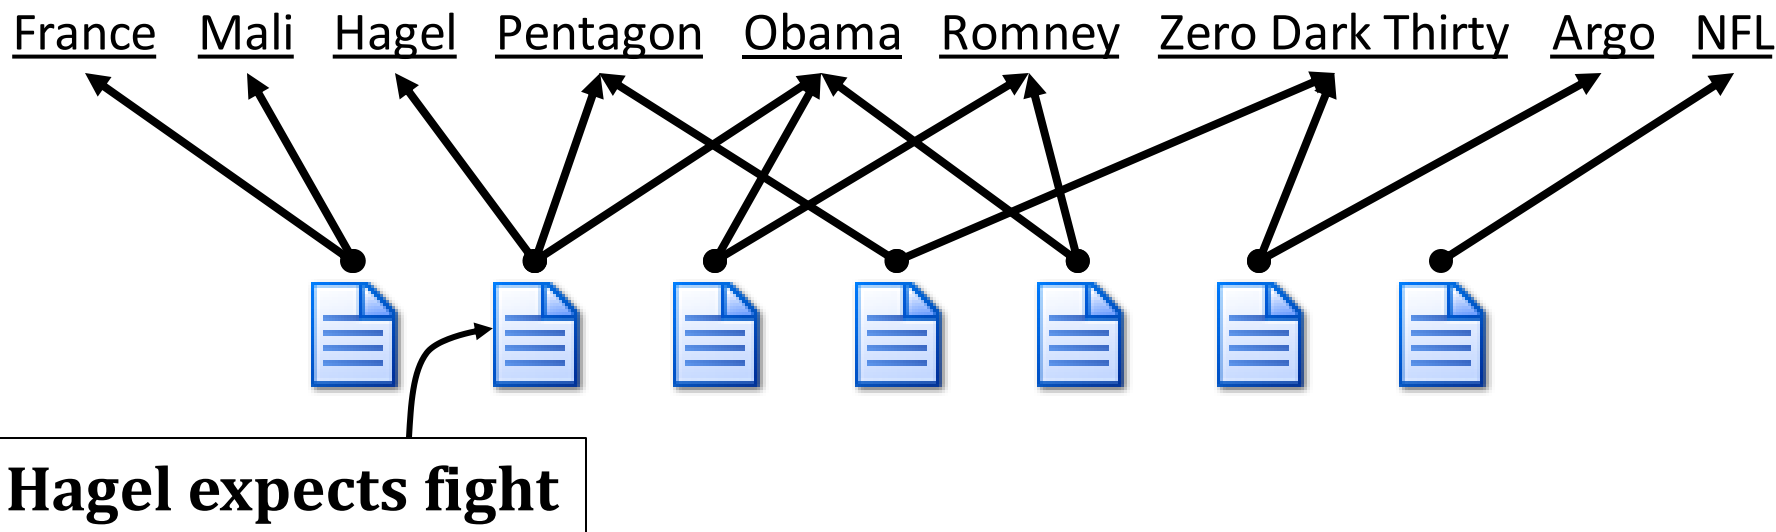 France Mali Hagel Pentagon Obama Romney Zero Dark Thirty Argo NFL
Hagel expects fight